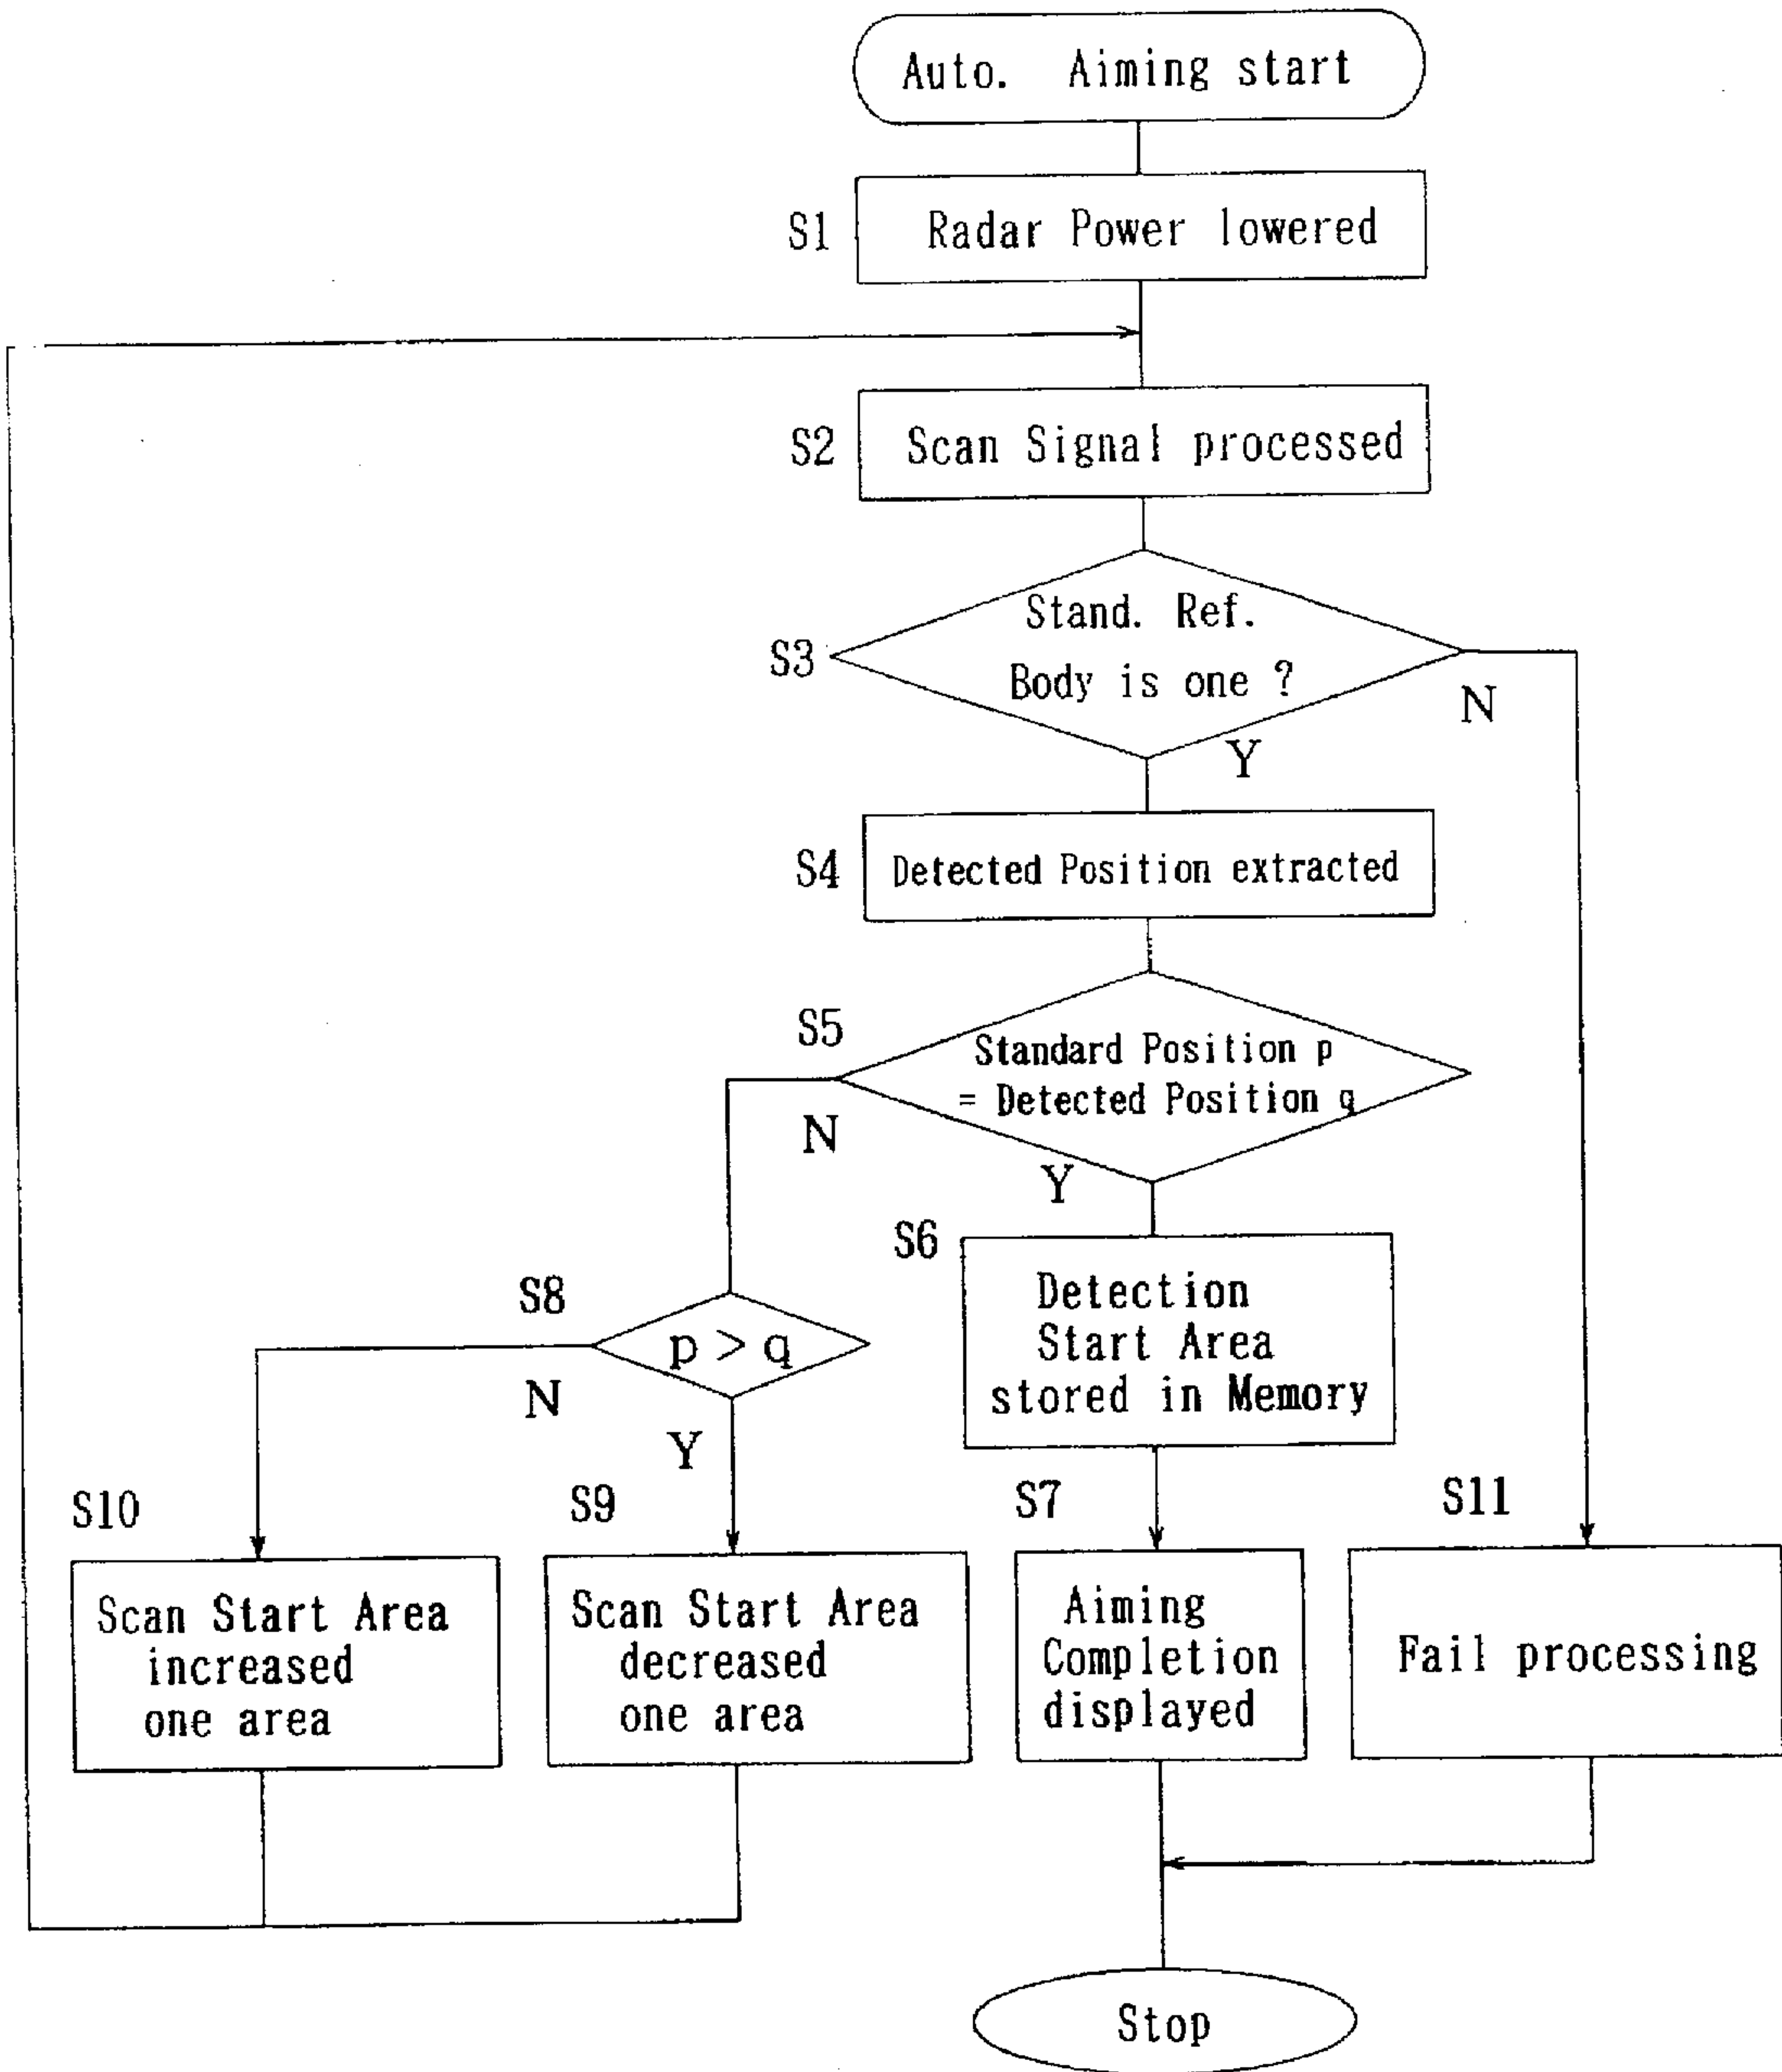 Auto. Aiming start
S1
Radar Power lowered
S2
Scan Signal processed
S3
Stand. Ref.
Body is one ?
N
Y
S4
Detected Position extracted
S5
Standard Position p
= Detected Position q
N
Y
S6
Detection
Start Area
stored in Memory
S8
p > q
N
Y
S10
Scan Start Area
increased
one area
S9
Scan Start Area
decreased
one area
S7
Aiming
Completion
displayed
S11
Fail processing
Stop